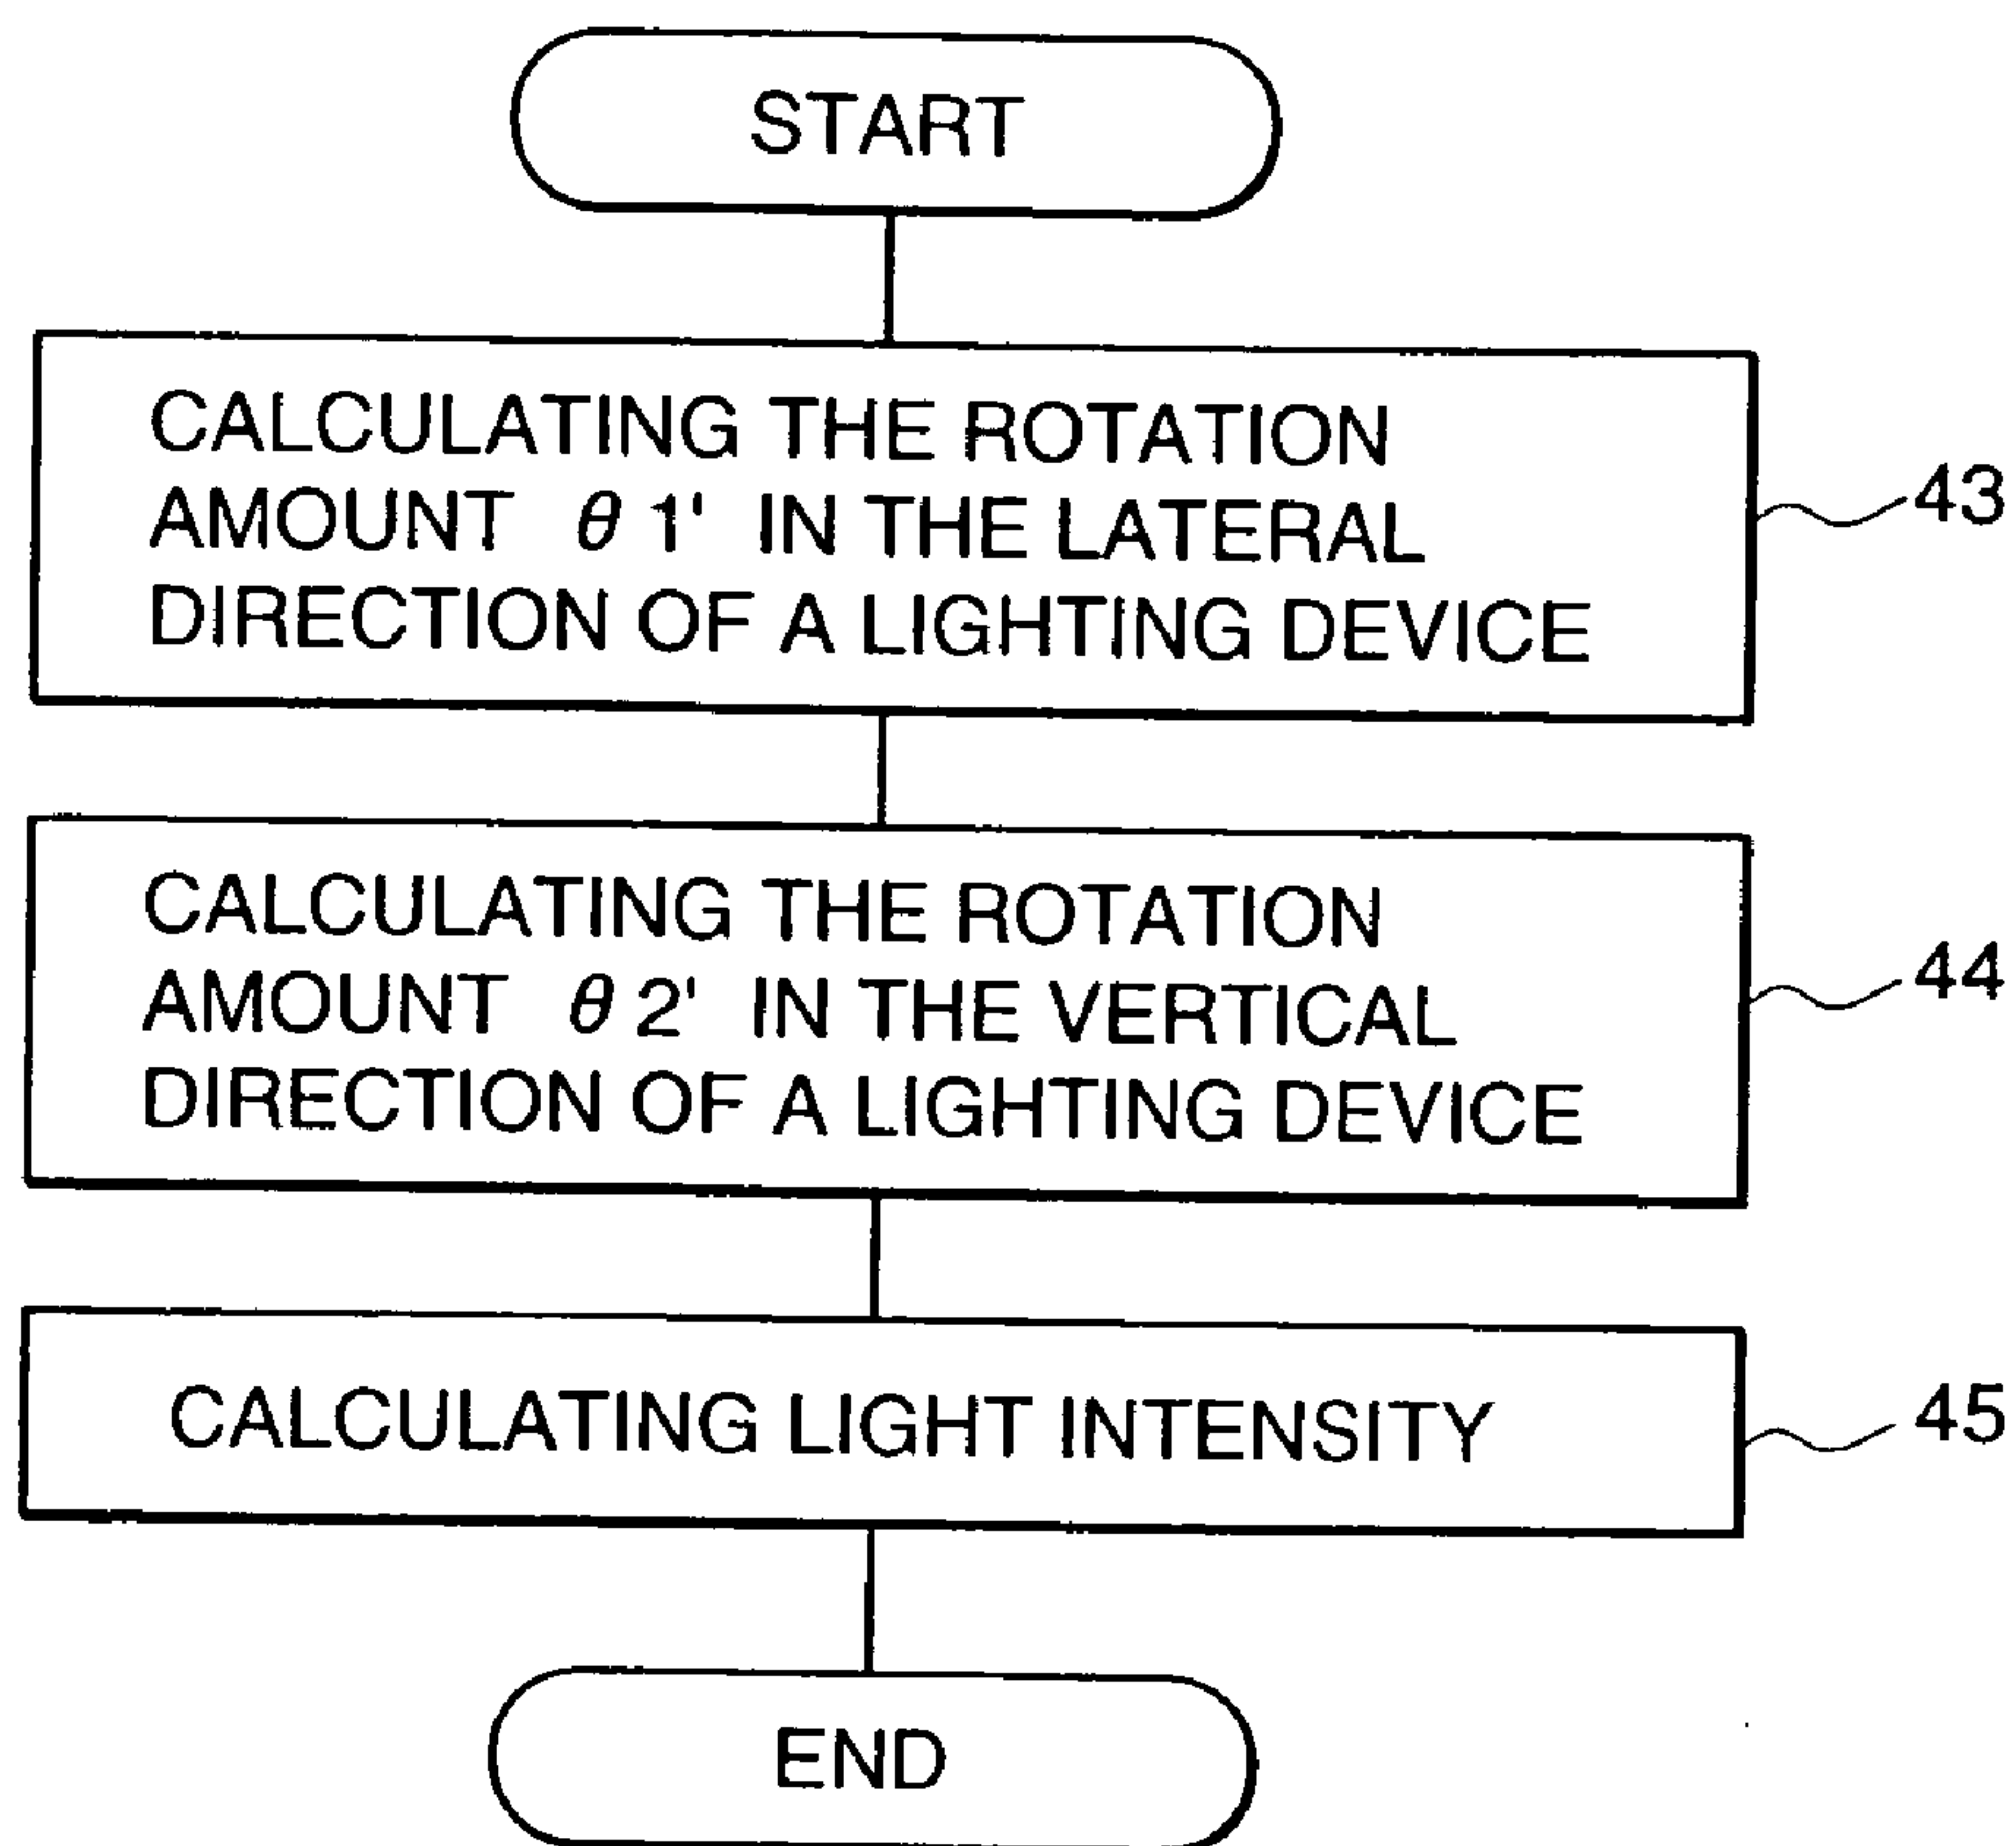 START
CALCULATING THE ROTATION
AMOUNT θ1' IN THE LATERAL
DIRECTION OF A LIGHTING DEVICE
43
CALCULATING THE ROTATION
AMOUNT θ2' IN THE VERTICAL
DIRECTION OF A LIGHTING DEVICE
44
CALCULATING LIGHT INTENSITY
45
END